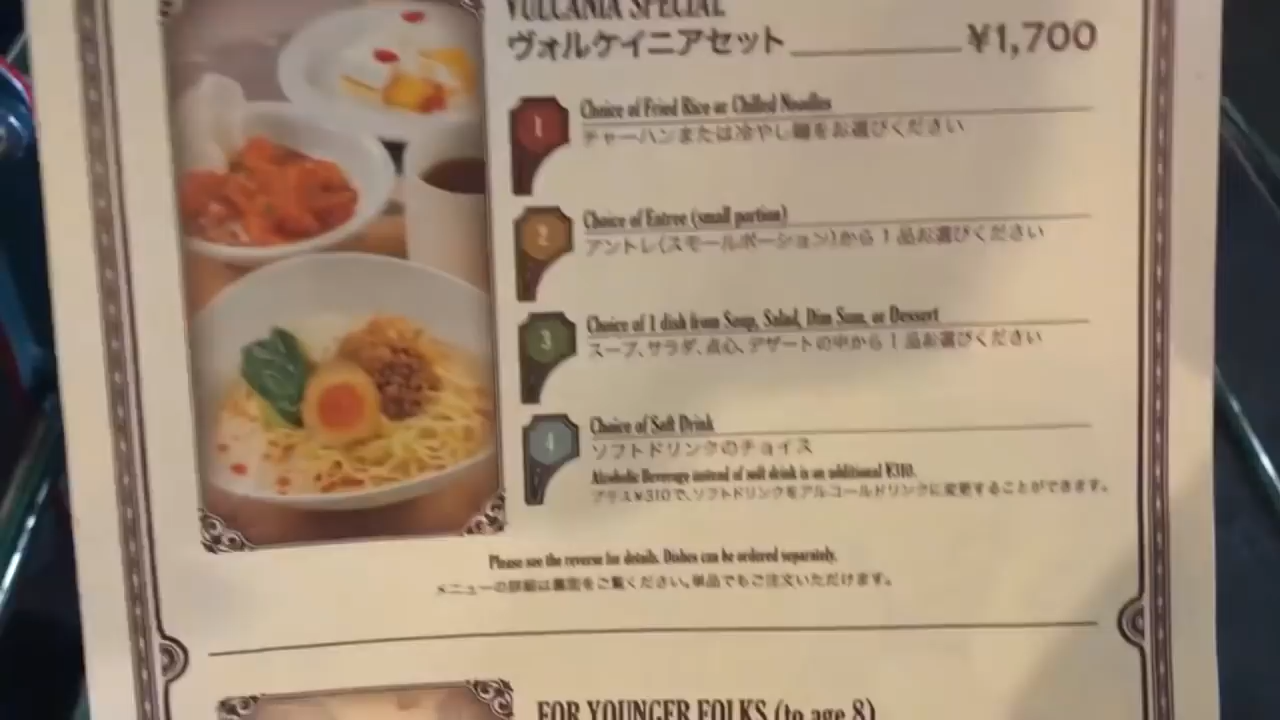 VULCANIA SPECIAL
ヴォルケイニアセット ¥1,700
1
Choice of Fried Rice or Chilled Noodles
チャーハンまたは冷やし麺をお選びください
2
Choice of Entree (small portion)
アントレ(スモールポーション)から1品お選びください
3
Choice of 1 dish from Soup, Salad, Dim Sum, or Dessert
スープ、サラダ、点心、デザートの中から1品お選びください
4
Choice of Soft Drink
ソフトドリンクのチョイス
Alcoholic Beverage instead of soft drink is an additional ¥310.
プラス¥310で、ソフトドリンクをアルコールドリンクに変更することができます。
Please see the reverse for details. Dishes can be ordered separately.
メニューの詳細は裏面をご覧ください。単品でもご注文いただけます。
FOR YOUNGER FOLKS (to age 8)